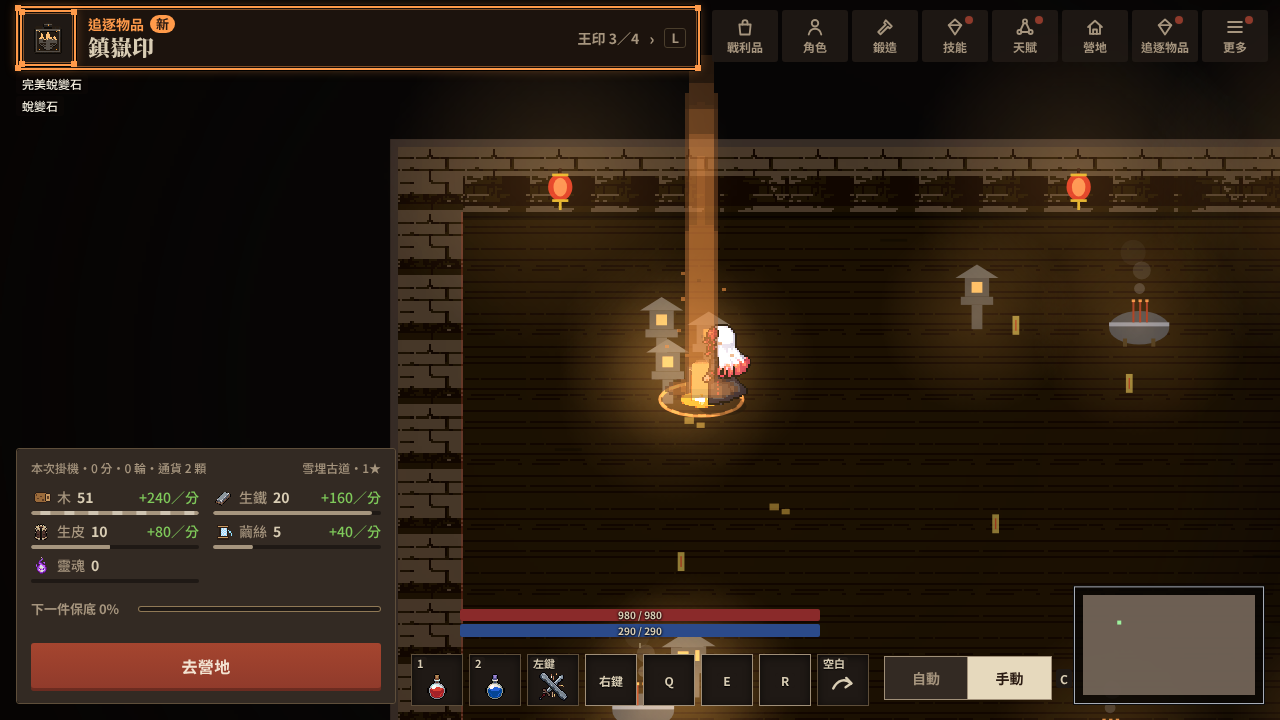 追逐物品 新
鎮嶽印
王印 3／4 › L
戰利品
角色
鍛造
技能
天賦
營地
追逐物品
更多
完美蛻變石
蛻變石
本次掛機・0 分・0 輪・通貨 2 顆
雪埋古道・1★
木 51 +240／分
生鐵 20 +160／分
生皮 10 +80／分
繭絲 5 +40／分
靈魂 0
下一件保底 0%
去營地
980 / 980
290 / 290
1
2
左鍵
右鍵
Q
E
R
空白
自動
手動
C